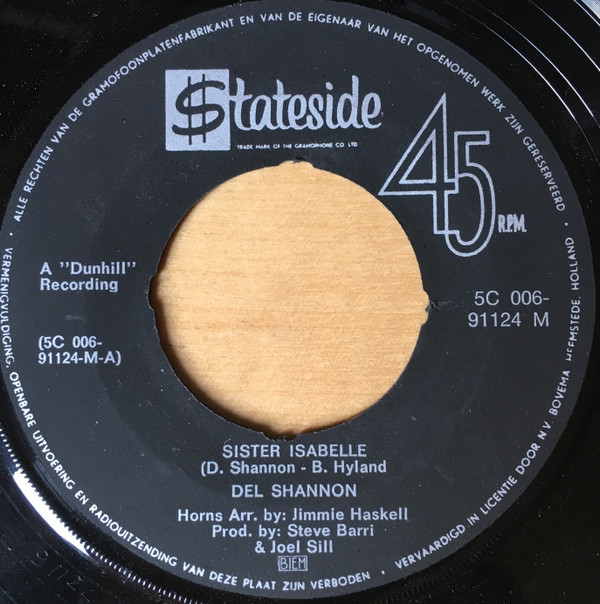 ALLE RECHTEN VAN DE GRAMOFOONPLATENFABRIKANT EN VAN DE EIGENAAR VAN HET OPGENOMEN WERK ZIJN GERESERVEERD
$tateside
TRADE MARK OF THE GRAMOPHONE CO LTD
45
R.P.M.
A "Dunhill"
Recording
(5C 006-
91124-M-A)
5C 006-
91124 M
SISTER ISABELLE
(D. Shannon - B. Hyland
DEL SHANNON
Horns Arr. by: Jimmie Haskell
Prod. by: Steve Barri
& Joel Sill
BIEM
VERMENIGVULDIGING, OPENBARE UITVOERING EN RADIOUITZENDING VAN DEZE PLAAT ZIJN VERBODEN
VERVAARDIGD IN LICENTIE DOOR N.V. BOVEMA HEEMSTEDE, HOLLAND